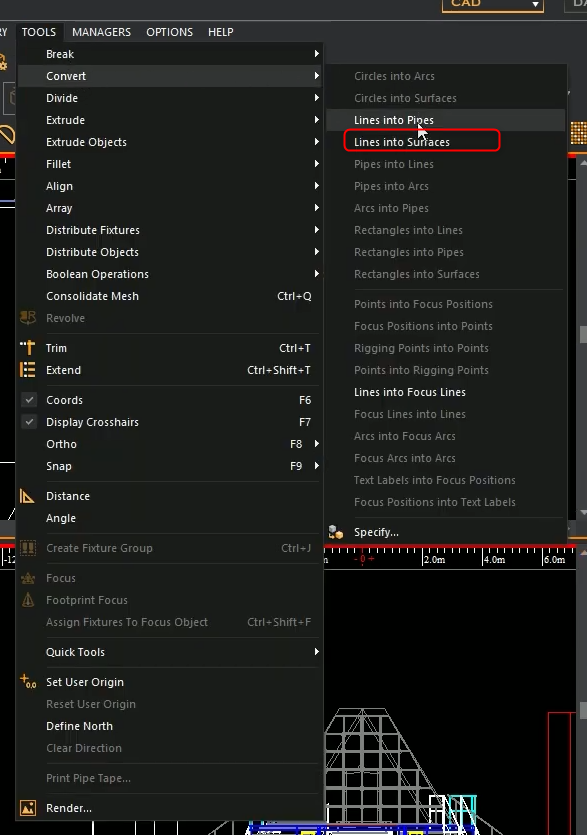 CAD
TOOLS MANAGERS OPTIONS HELP
Break
Convert
Divide
Extrude
Extrude Objects
Fillet
Align
Array
Distribute Fixtures
Distribute Objects
Boolean Operations
Consolidate Mesh Ctrl+Q
Revolve
Trim Ctrl+T
Extend Ctrl+Shift+T
Coords F6
Display Crosshairs F7
Ortho F8
Snap F9
Distance
Angle
Create Fixture Group Ctrl+J
Focus
Footprint Focus
Assign Fixtures To Focus Object Ctrl+Shift+F
Quick Tools
Set User Origin
Reset User Origin
Define North
Clear Direction
Print Pipe Tape...
Render...
Circles into Arcs
Circles into Surfaces
Lines into Pipes
Lines into Surfaces
Pipes into Lines
Pipes into Arcs
Arcs into Pipes
Rectangles into Lines
Rectangles into Pipes
Rectangles into Surfaces
Points into Focus Positions
Focus Positions into Points
Rigging Points into Points
Points into Rigging Points
Lines into Focus Lines
Focus Lines into Lines
Arcs into Focus Arcs
Focus Arcs into Arcs
Text Labels into Focus Positions
Focus Positions into Text Labels
Specify...
-0+ 2.0m 4.0m 6.0m